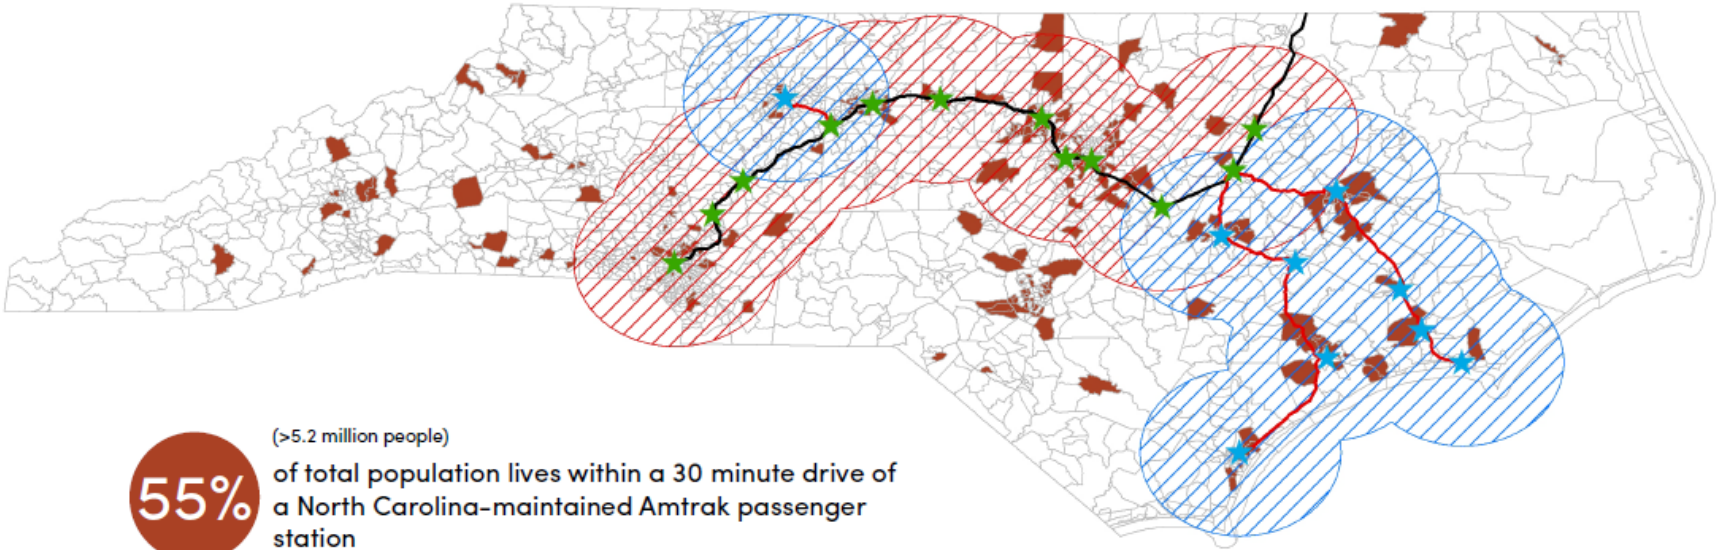 (>5.2 million people)
55%
of total population lives within a 30 minute drive of
a North Carolina-maintained Amtrak passenger
station